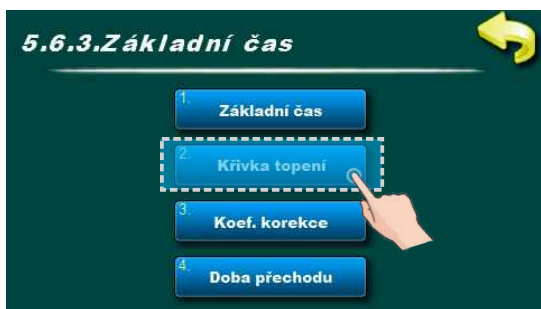 5.6.3.Základní čas
1.
Základní čas
2.
Křivka topení
3.
Koef. korekce
4.
Doba přechodu